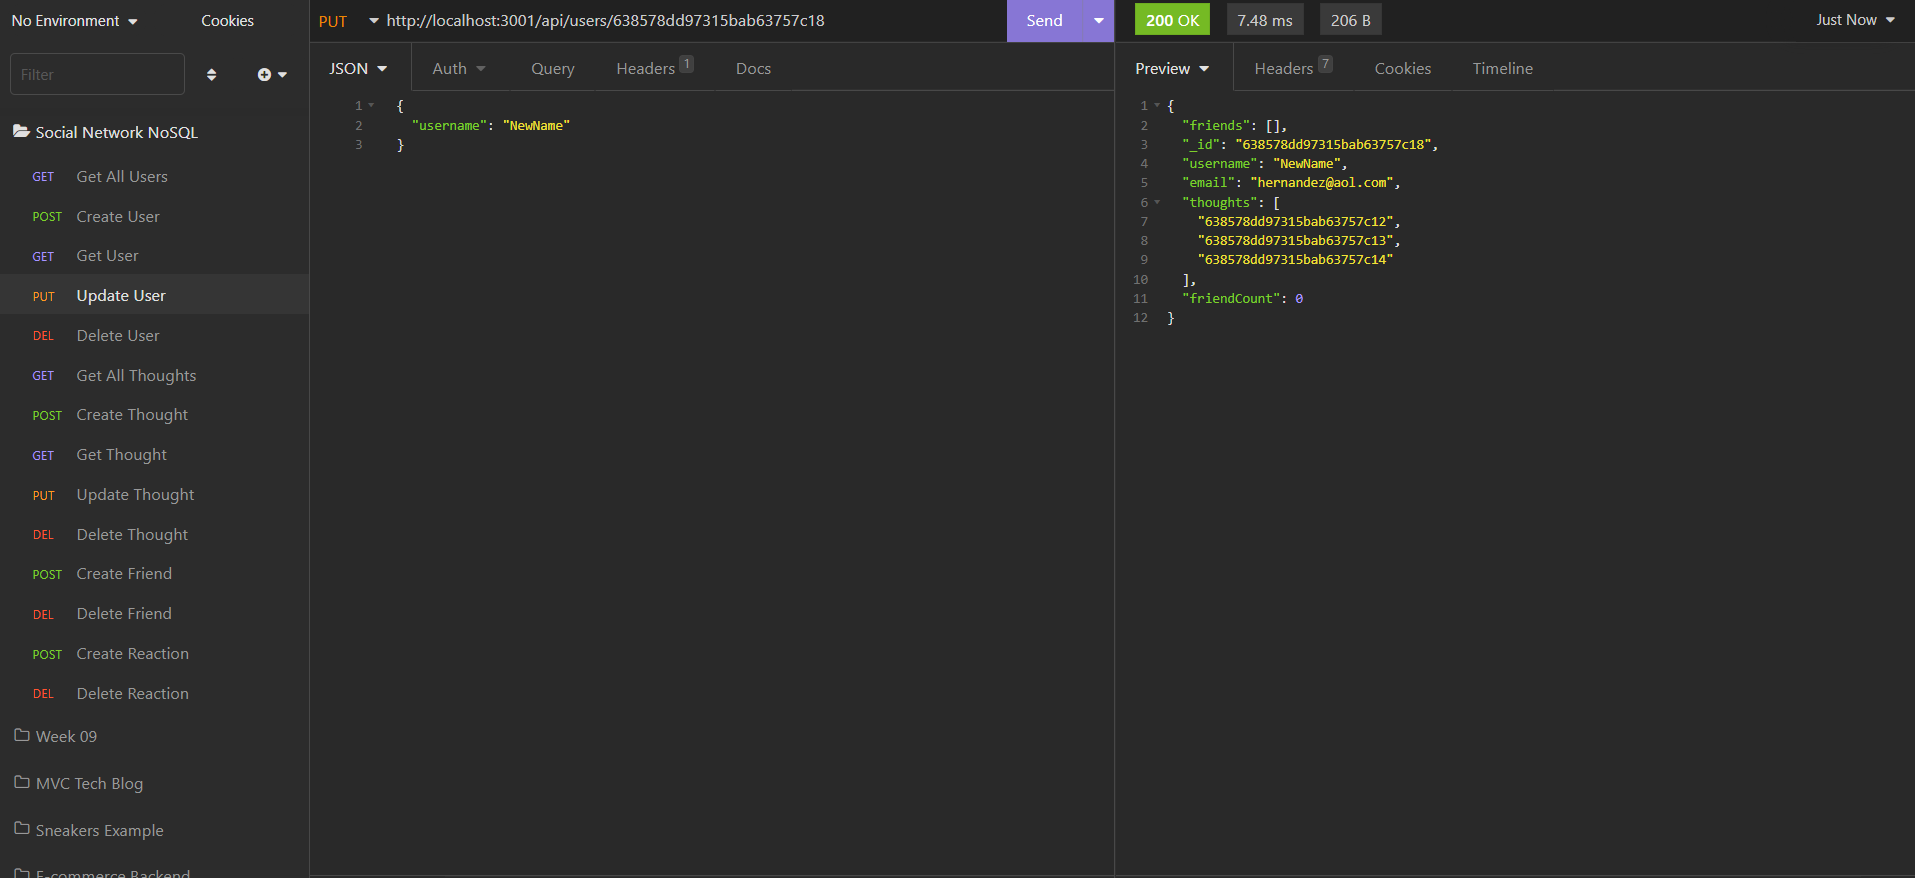 No Environment
Cookies
Filter
Social Network NoSQL
GET Get All Users
POST Create User
GET Get User
PUT Update User
DEL Delete User
GET Get All Thoughts
POST Create Thought
GET Get Thought
PUT Update Thought
DEL Delete Thought
POST Create Friend
DEL Delete Friend
POST Create Reaction
DEL Delete Reaction
Week 09
MVC Tech Blog
Sneakers Example
E-commerce Backend
PUT http://localhost:3001/api/users/638578dd97315bab63757c18 Send
JSON Auth Query Headers 1 Docs
1 {
2 "username": "NewName"
3 }
200 OK 7.48 ms 206 B Just Now
Preview Headers 7 Cookies Timeline
1 {
2 "friends": [],
3 "_id": "638578dd97315bab63757c18",
4 "username": "NewName",
5 "email": "hernandez@aol.com",
6 "thoughts": [
7 "638578dd97315bab63757c12",
8 "638578dd97315bab63757c13",
9 "638578dd97315bab63757c14"
10 ],
11 "friendCount": 0
12 }